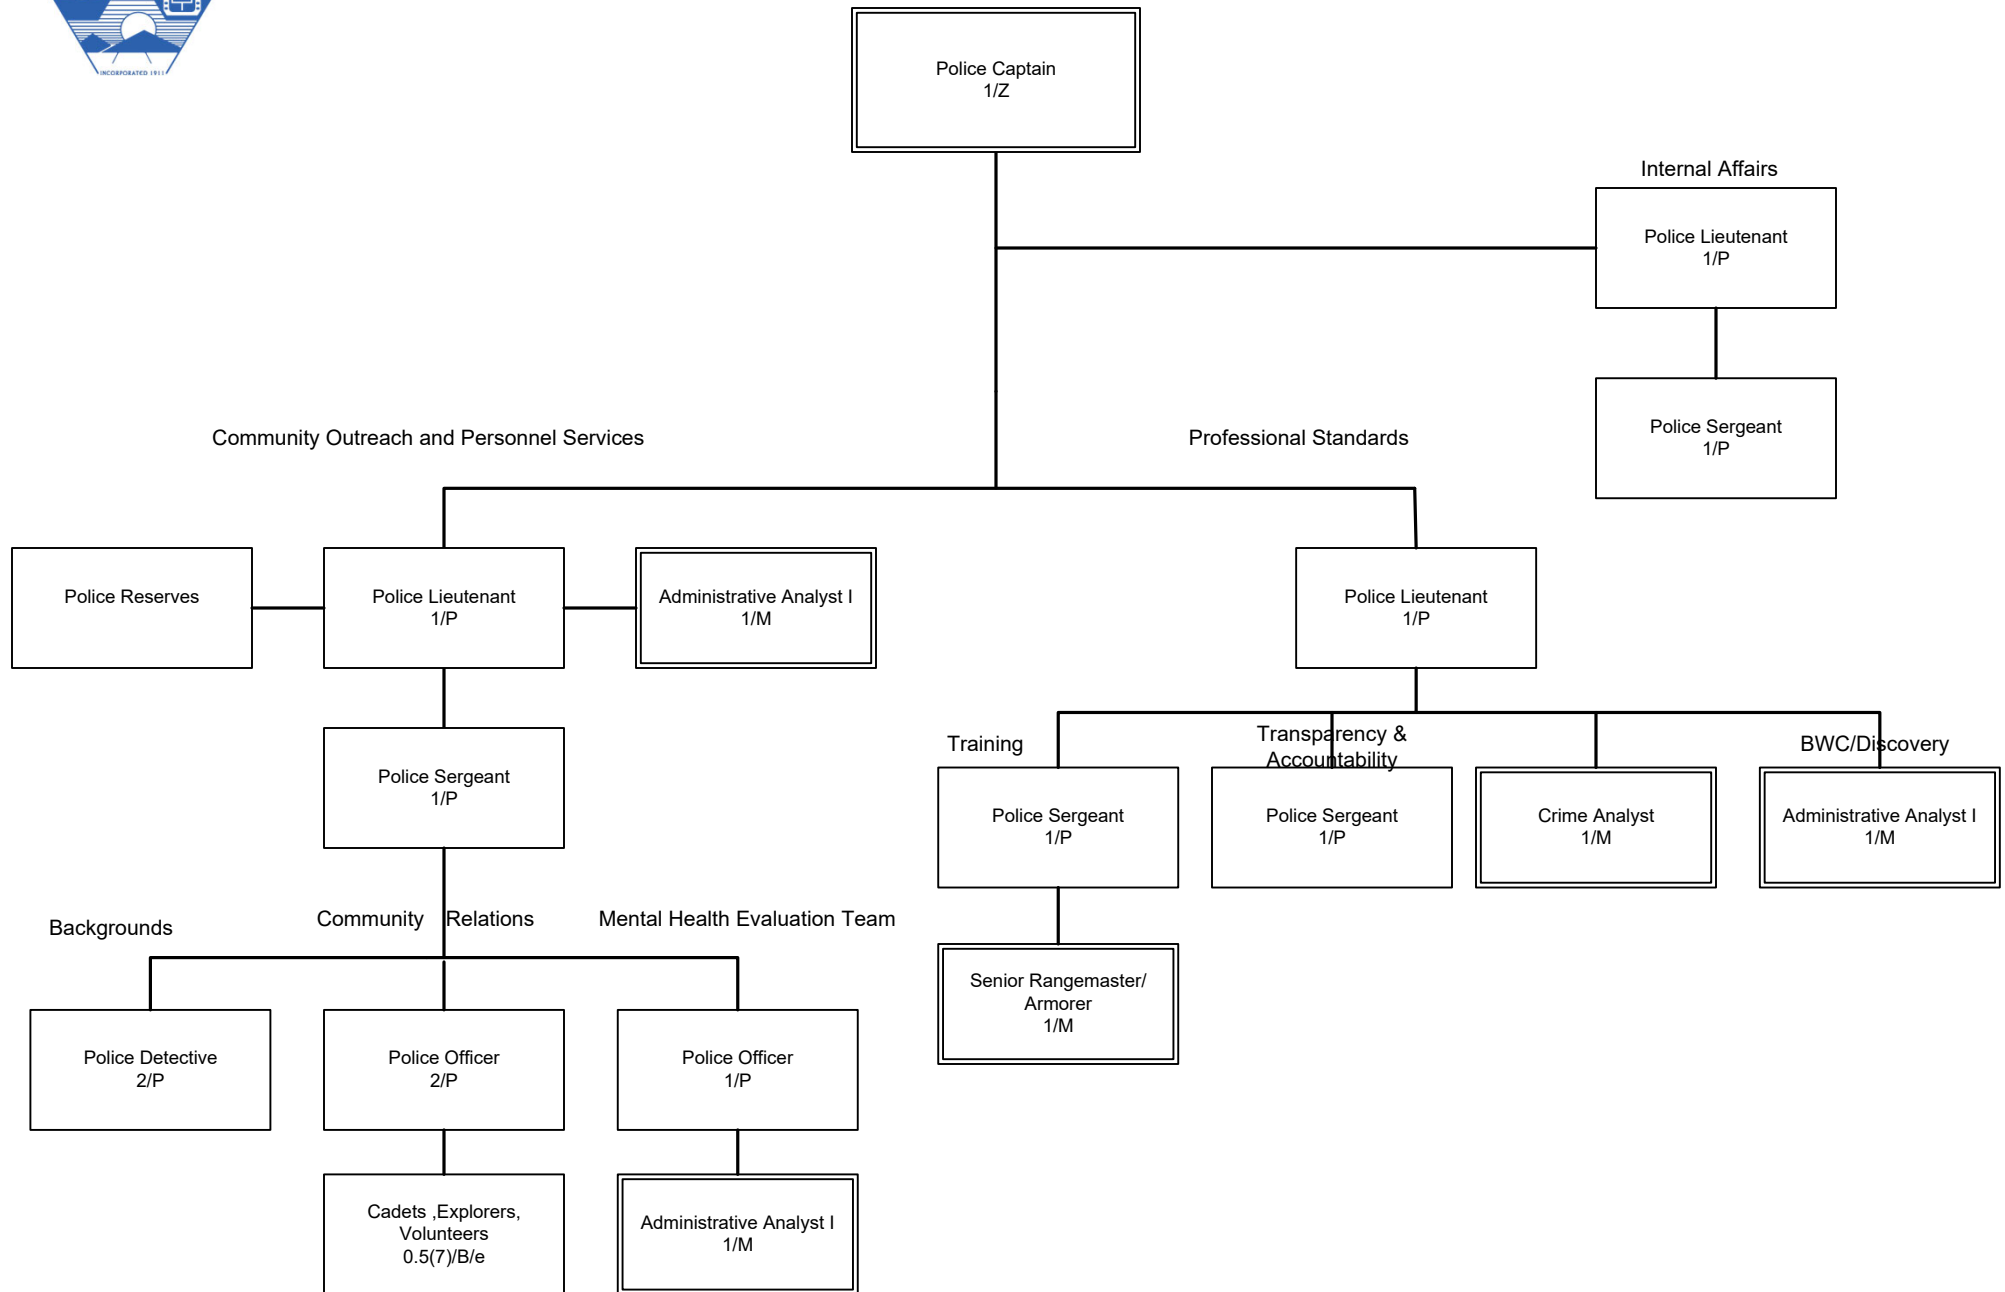 INCORPORATED 1911
Police Captain
1/Z
Internal Affairs
Police Lieutenant
1/P
Police Sergeant
1/P
Community Outreach and Personnel Services
Professional Standards
Police Reserves
Police Lieutenant
1/P
Administrative Analyst I
1/M
Police Lieutenant
1/P
Police Sergeant
1/P
Training
Transparency &
Accountability
BWC/Discovery
Police Sergeant
1/P
Police Sergeant
1/P
Crime Analyst
1/M
Administrative Analyst I
1/M
Backgrounds
Community Relations
Mental Health Evaluation Team
Senior Rangemaster/
Armorer
1/M
Police Detective
2/P
Police Officer
2/P
Police Officer
1/P
Cadets ,Explorers,
Volunteers
0.5(7)/B/e
Administrative Analyst I
1/M